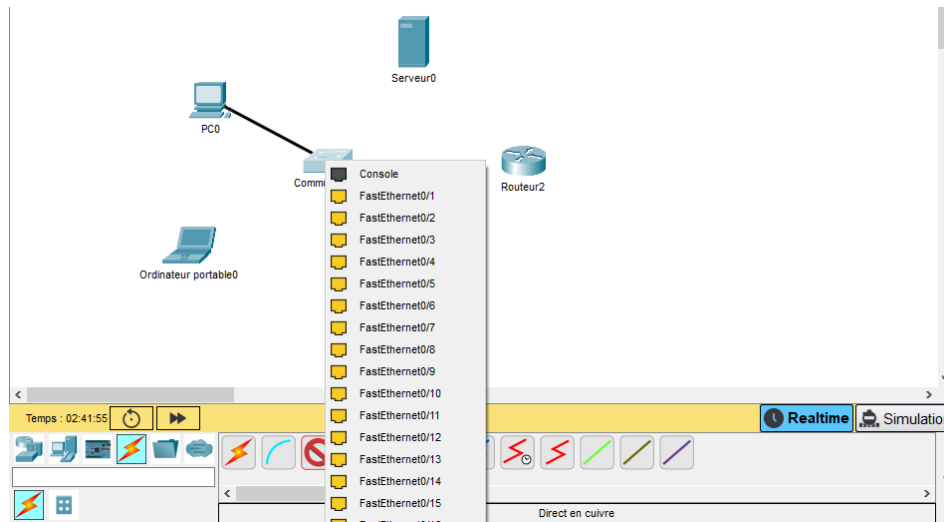 Serveur0
PC0
Console
Routeur2
FastEthernet0/1
FastEthernet0/2
FastEthernet0/3
FastEthernet0/4
Ordinateur portable0
FastEthernet0/5
FastEthernet0/6
FastEthernet0/7
FastEthernet0/8
FastEthernet0/9
FastEthernet0/10
FastEthernet0/11
FastEthernet0/12
FastEthernet0/13
FastEthernet0/14
FastEthernet0/15
Temps : 02:41:55
Realtime
Simulatio
Direct en cuivre